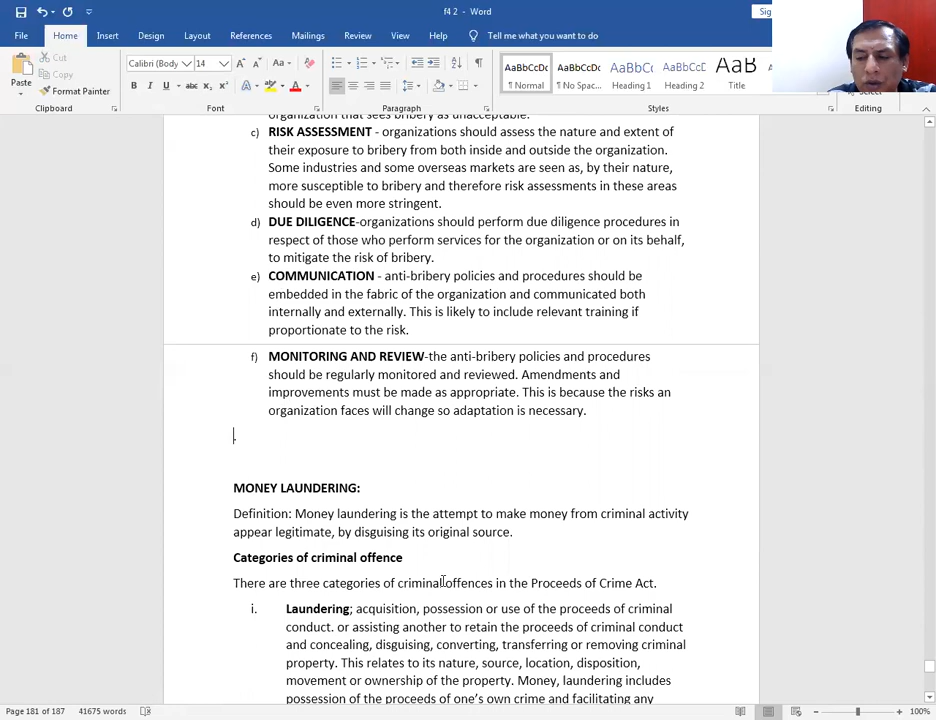 f4 2 - Word
Sig
File Home Insert Design Layout References Mailings Review View Help Tell me what you want to do
Paste
Cut
Copy
Format Painter
Calibri (Body 14
Aa
B I U
AaBbCcDc AaBbCcDc AaBbCc AaBbCcD AaB
¶ Normal ¶ No Spac... Heading 1 Heading 2 Title
Clipboard Font Paragraph Styles Editing
organization that sees bribery as unacceptable.
c) RISK ASSESSMENT - organizations should assess the nature and extent of
their exposure to bribery from both inside and outside the organization.
Some industries and some overseas markets are seen as, by their nature,
more susceptible to bribery and therefore risk assessments in these areas
should be even more stringent.
d) DUE DILIGENCE-organizations should perform due diligence procedures in
respect of those who perform services for the organization or on its behalf,
to mitigate the risk of bribery.
e) COMMUNICATION - anti-bribery policies and procedures should be
embedded in the fabric of the organization and communicated both
internally and externally. This is likely to include relevant training if
proportionate to the risk.
f) MONITORING AND REVIEW-the anti-bribery policies and procedures
should be regularly monitored and reviewed. Amendments and
improvements must be made as appropriate. This is because the risks an
organization faces will change so adaptation is necessary.
.
MONEY LAUNDERING:
Definition: Money laundering is the attempt to make money from criminal activity
appear legitimate, by disguising its original source.
Categories of criminal offence
There are three categories of criminal offences in the Proceeds of Crime Act.
i. Laundering; acquisition, possession or use of the proceeds of criminal
conduct. or assisting another to retain the proceeds of criminal conduct
and concealing, disguising, converting, transferring or removing criminal
property. This relates to its nature, source, location, disposition,
movement or ownership of the property. Money, laundering includes
possession of the proceeds of one's own crime and facilitating any
Page 181 of 187 41675 words 100%